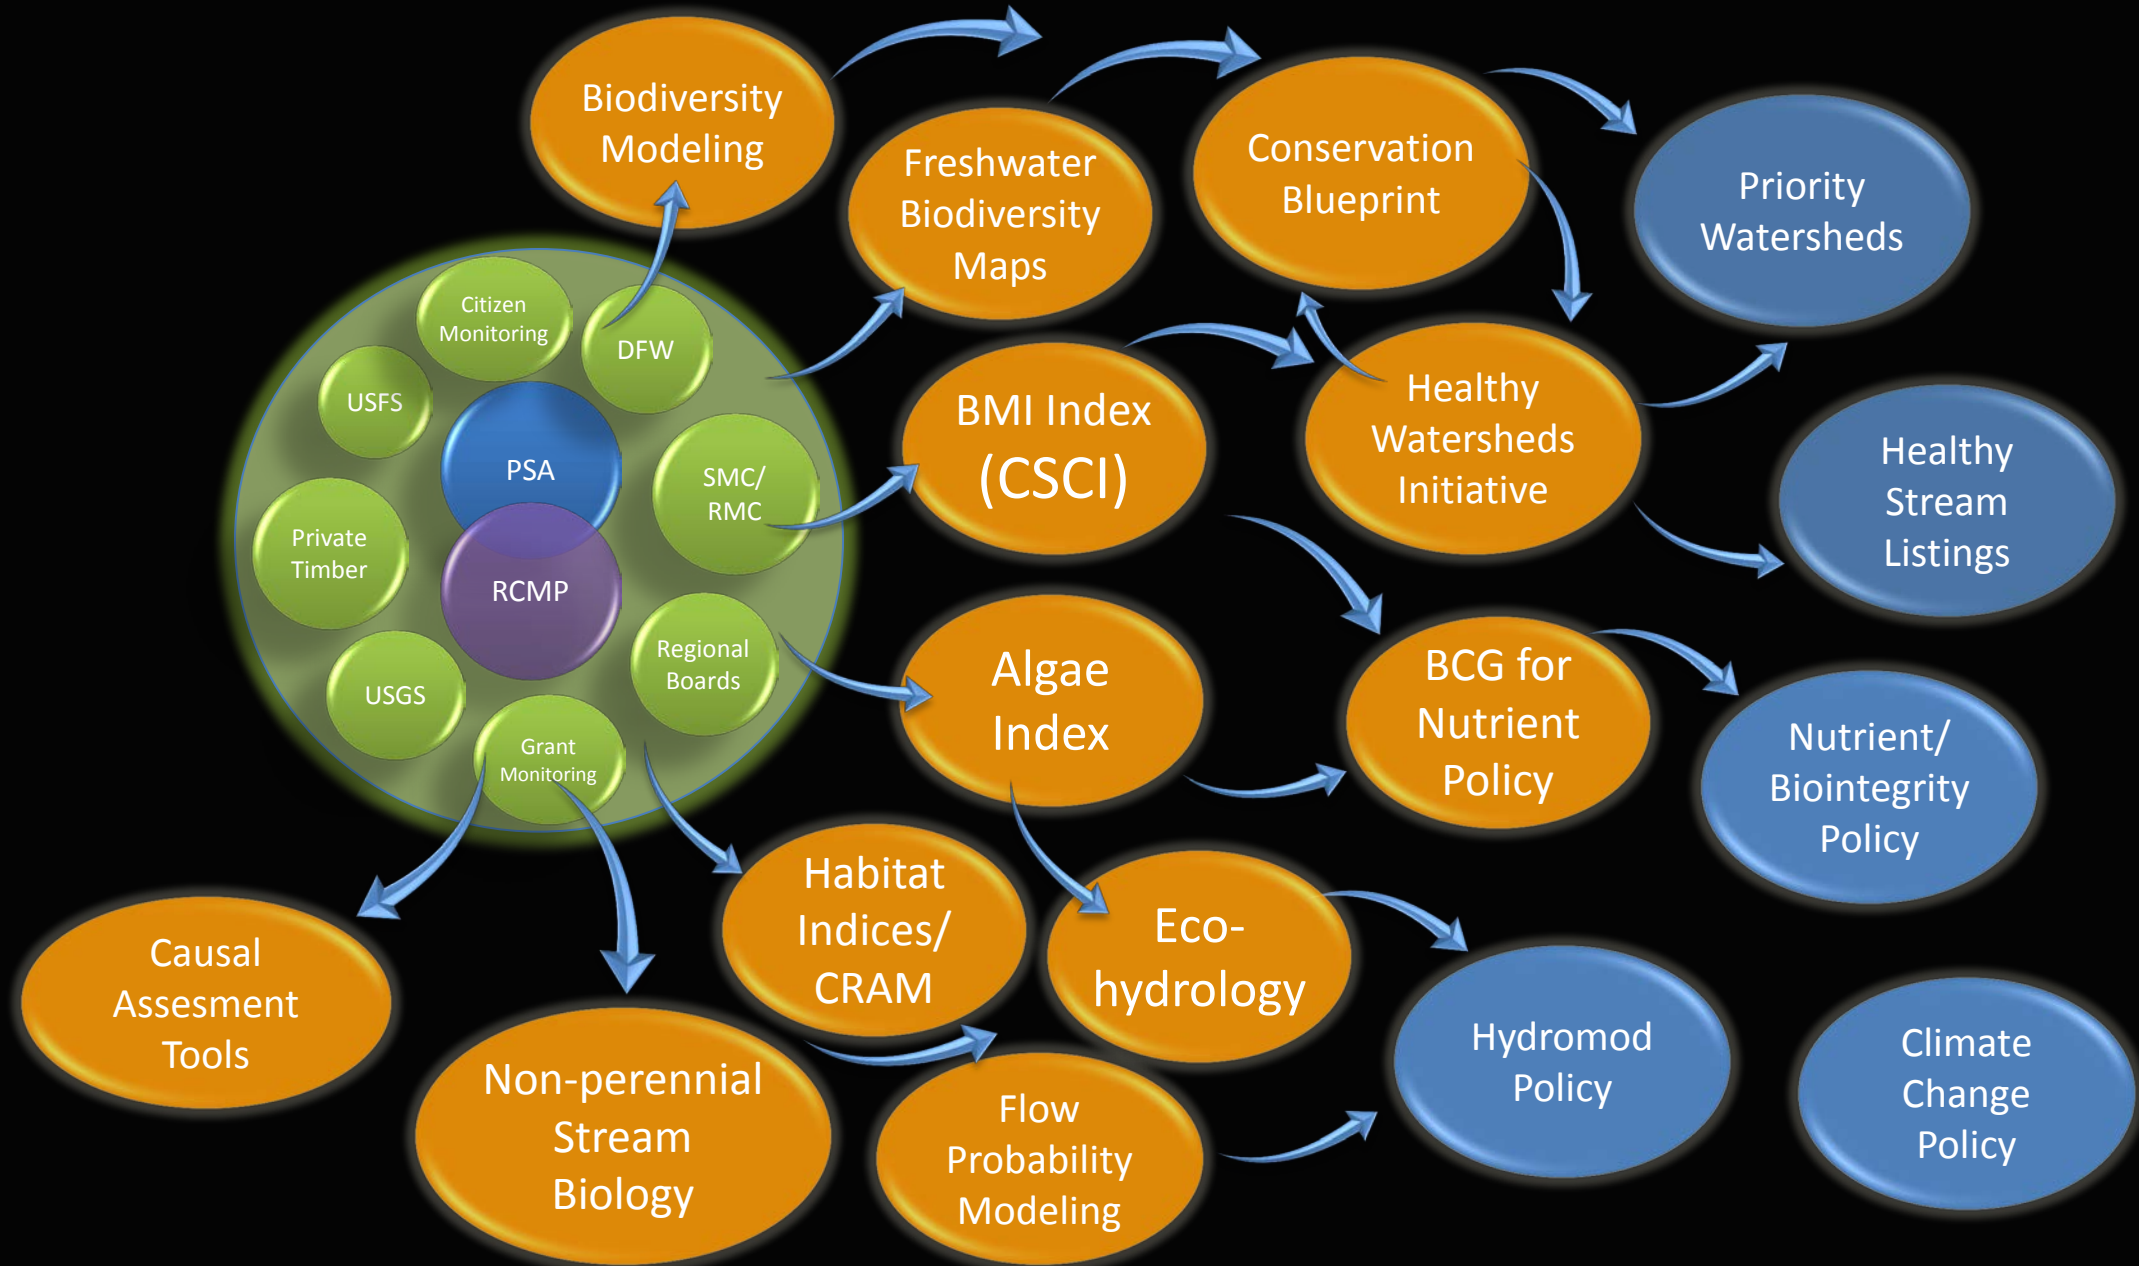 Biodiversity
Modeling
Freshwater
Biodiversity
Maps
Conservation
Blueprint
Priority
Watersheds
Citizen
Monitoring
DFW
USFS
PSA
SMC/
RMC
Private
Timber
RCMP
Regional
Boards
USGS
Grant
Monitoring
BMI Index
(CSCI)
Healthy
Watersheds
Initiative
Healthy
Stream
Listings
Algae
Index
BCG for
Nutrient
Policy
Nutrient/
Biointegrity
Policy
Habitat
Indices/
CRAM
Eco-
hydrology
Causal
Assesment
Tools
Non-perennial
Stream
Biology
Flow
Probability
Modeling
Hydromod
Policy
Climate
Change
Policy